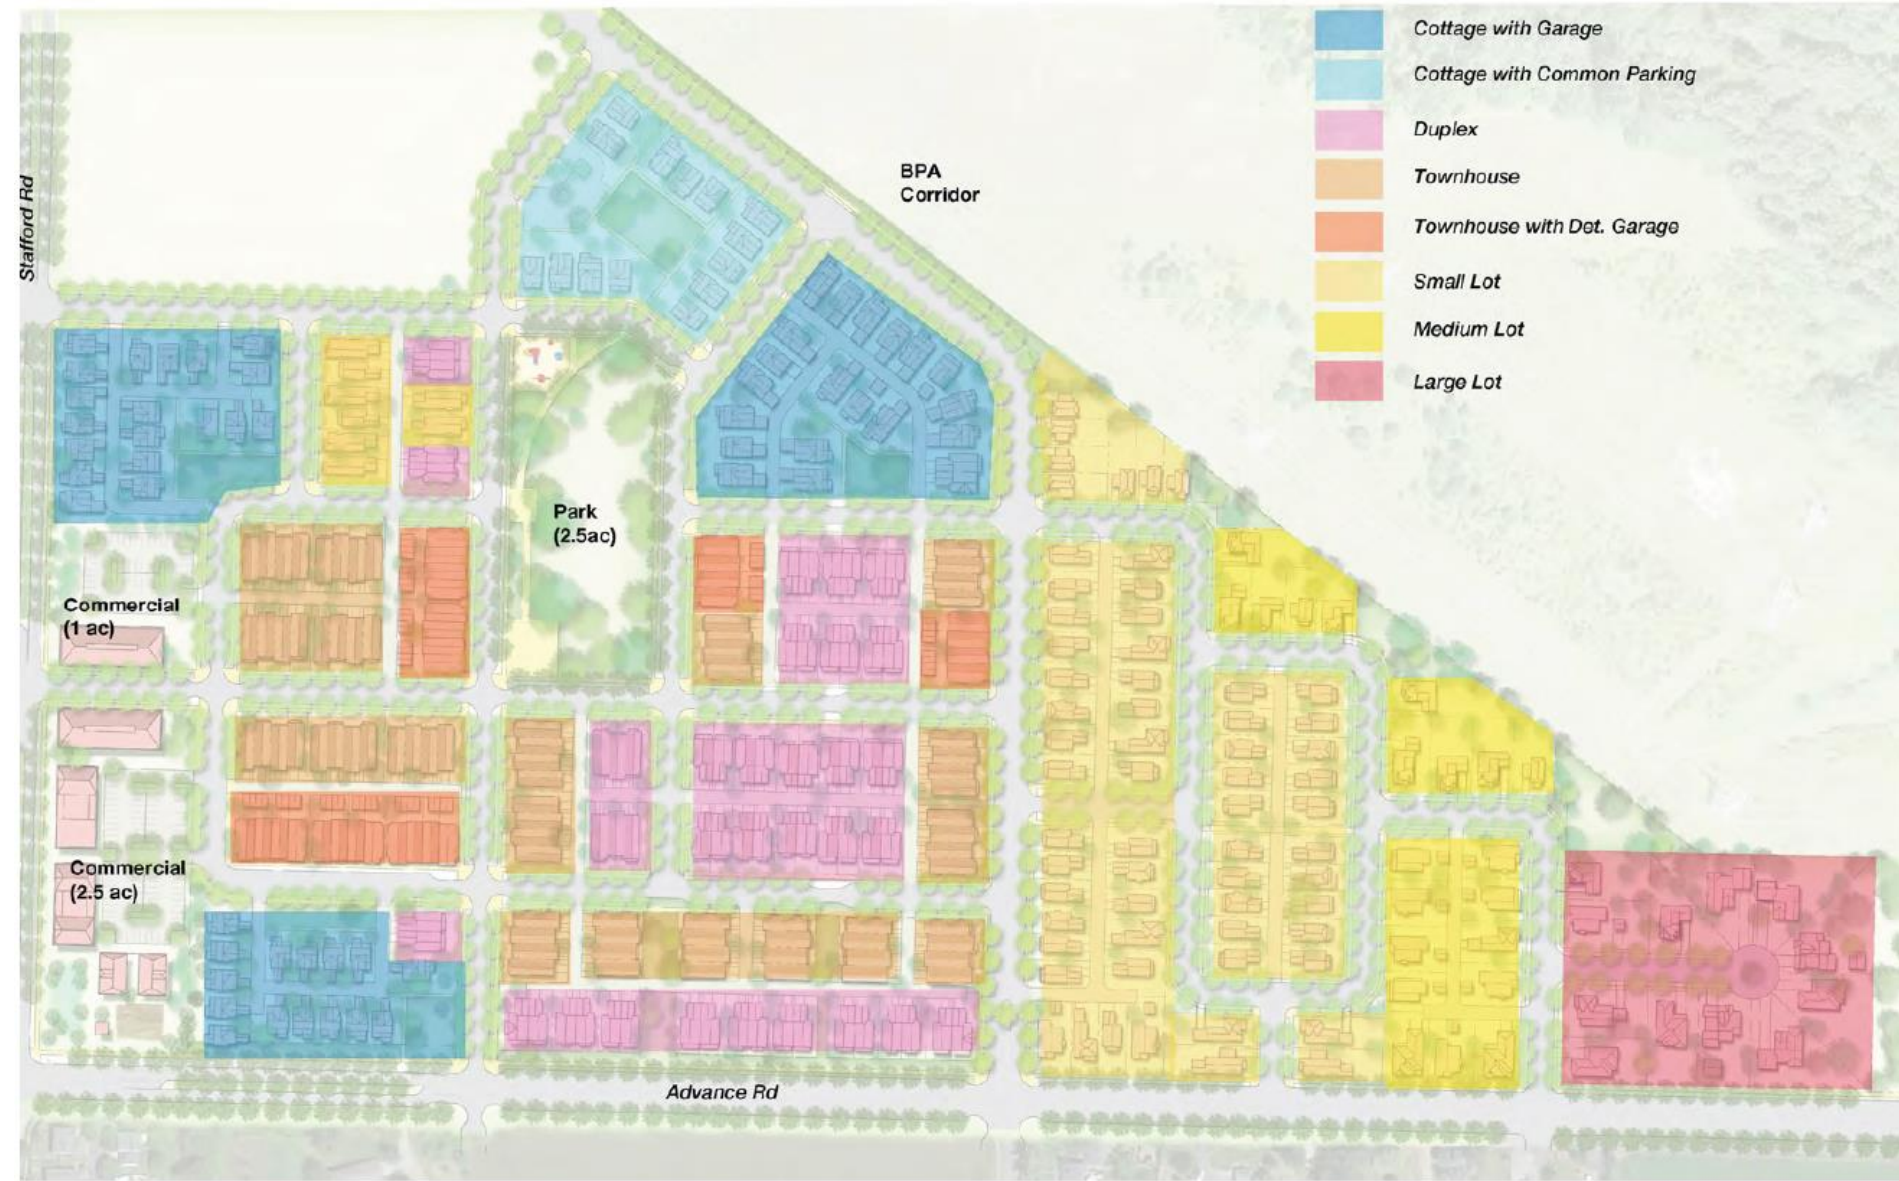 Cottage with Garage
Cottage with Common Parking
Duplex
Townhouse
Townhouse with Det. Garage
Small Lot
Medium Lot
Large Lot
BPA
Corridor
Stafford Rd
Park
(2.5ac)
Commercial
(1 ac)
Commercial
(2.5 ac)
Advance Rd